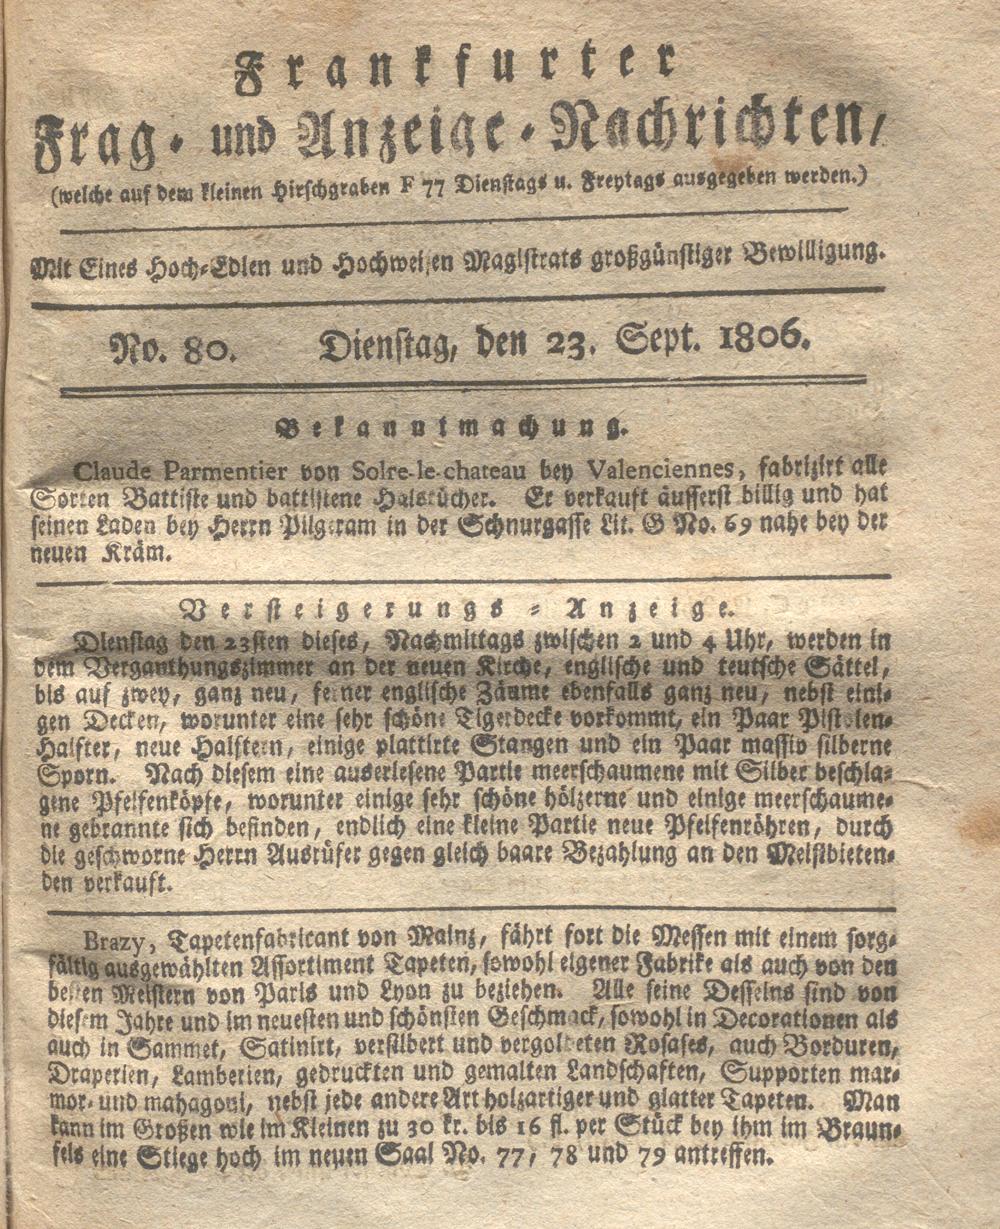 Frankfurter
Frag- und Anzeige-Nachrichten,
(welche auf dem kleinen Hirschgraben F 77 Dienstags u. Freytags ausgegeben werden.)
Mit Eines Hoch-Edlen und Hochweisen Magistrats großgünstiger Bewilligung.
No. 80. Dienstag, den 23. Sept. 1806.
Bekanntmachung.
Claude Parmentier von Solre-le-chateau bey Valenciennes, fabrizirt alle
Sorten Battiste und battistene Halstücher. Er verkauft äusserst billig und hat
seinen Laden bey Herrn Pilgeram in der Schnurgasse Lit. G No. 69 nahe bey der
neuen Kräm.
Versteigerungs-Anzeige.
Dienstag den 23sten dieses, Nachmittags zwischen 2 und 4 Uhr, werden in
dem Verganthungszimmer an der neuen Kirche, englische und teutsche Sättel,
bis auf zwey, ganz neu, ferner englische Zäume ebenfalls ganz neu, nebst eini-
gen Decken, worunter eine sehr schöne Tigerdecke vorkommt, ein Paar Pistolen-
Halfter, neue Halftern, einige plattirte Stangen und ein Paar massiv silberne
Sporn. Nach diesem eine auserlesene Partie meerschaumene mit Silber beschla-
gene Pfeifenköpfe, worunter einige sehr schöne hölzerne und einige meerschaume-
ne gebrannte sich befinden, endlich eine kleine Partie neue Pfeifenröhren, durch
die geschworne Herrn Ausrüfer gegen gleich baare Bezahlung an den Meistbieten-
den verkauft.
Brazy, Tapetenfabricant von Mainz, fährt fort die Messen mit einem sorg-
fältig ausgewählten Assortiment Tapeten, sowohl eigener Fabrike als auch von den
besten Meistern von Paris und Lyon zu beziehen. Alle seine Desseins sind von
diesem Jahre und im neuesten und schönsten Geschmack, sowohl in Decorationen als
auch in Sammet, Satinirt, versilbert und vergoldeten Rosases, auch Borduren,
Draperien, Lamberien, gedruckten und gemalten Landschaften, Supporten mar-
mor- und mahagoni, nebst jede andere Art holzartiger und glatter Tapeten. Man
kann im Großen wie im Kleinen zu 30 kr. bis 16 fl. per Stück bey ihm im Braun-
fels eine Stiege hoch im neuen Saal No. 77, 78 und 79 antreffen.